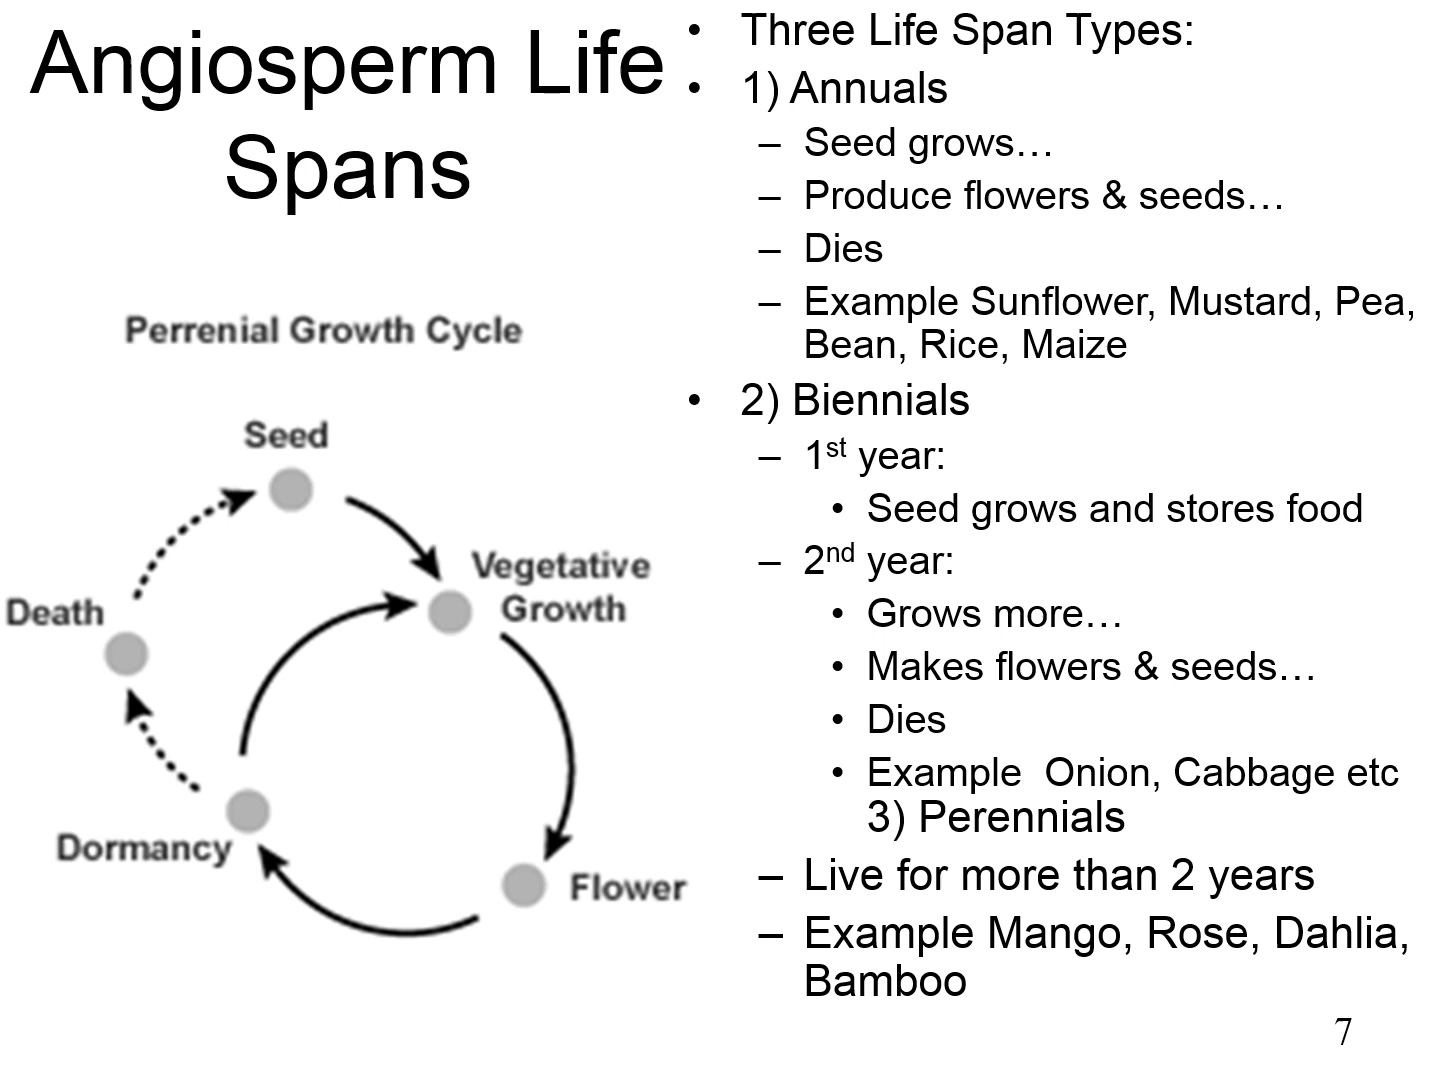 Angiosperm Life
Spans
Perrenial Growth Cycle
Seed
Vegetative
Growth
Death
Dormancy
Flower
• Three Life Span Types:
• 1) Annuals
– Seed grows…
– Produce flowers & seeds…
– Dies
– Example Sunflower, Mustard, Pea,
Bean, Rice, Maize
• 2) Biennials
– 1st year:
• Seed grows and stores food
– 2nd year:
• Grows more…
• Makes flowers & seeds…
• Dies
• Example  Onion, Cabbage etc
3) Perennials
– Live for more than 2 years
– Example Mango, Rose, Dahlia,
Bamboo
7